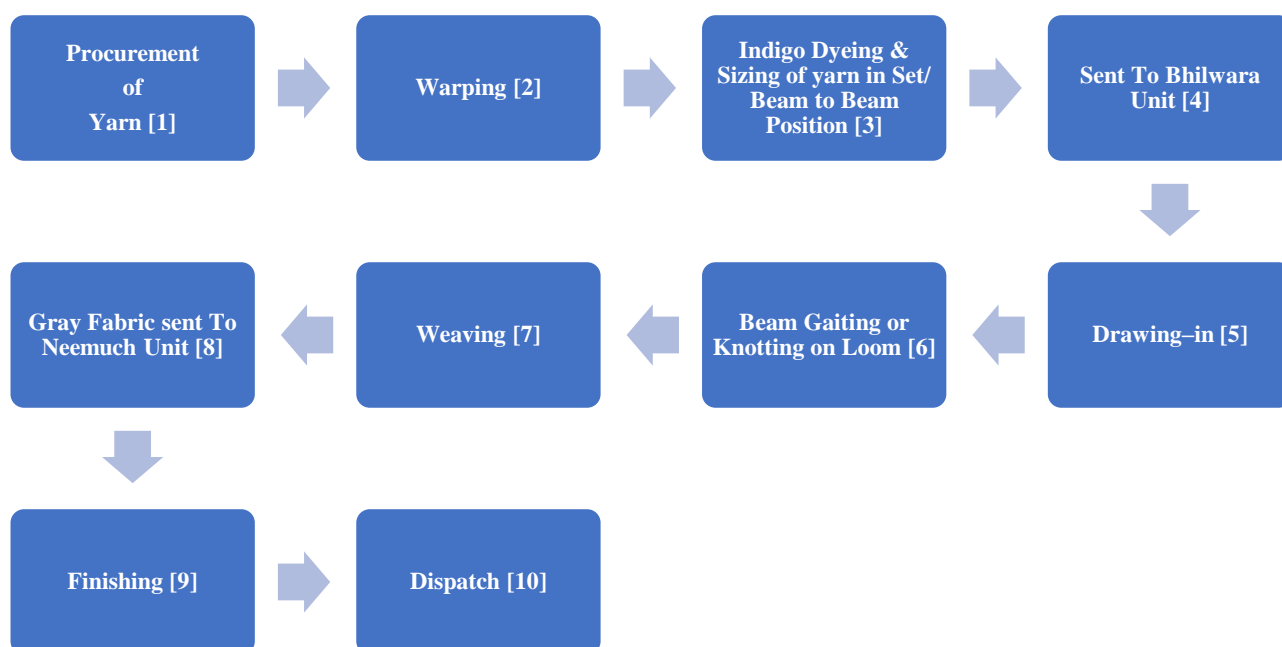 Procurement
of
Yarn [1]
Warping [2]
Indigo Dyeing &
Sizing of yarn in Set/
Beam to Beam
Position [3]
Sent To Bhilwara
Unit [4]
Drawing–in [5]
Beam Gaiting or
Knotting on Loom [6]
Weaving [7]
Gray Fabric sent To
Neemuch Unit [8]
Finishing [9]
Dispatch [10]